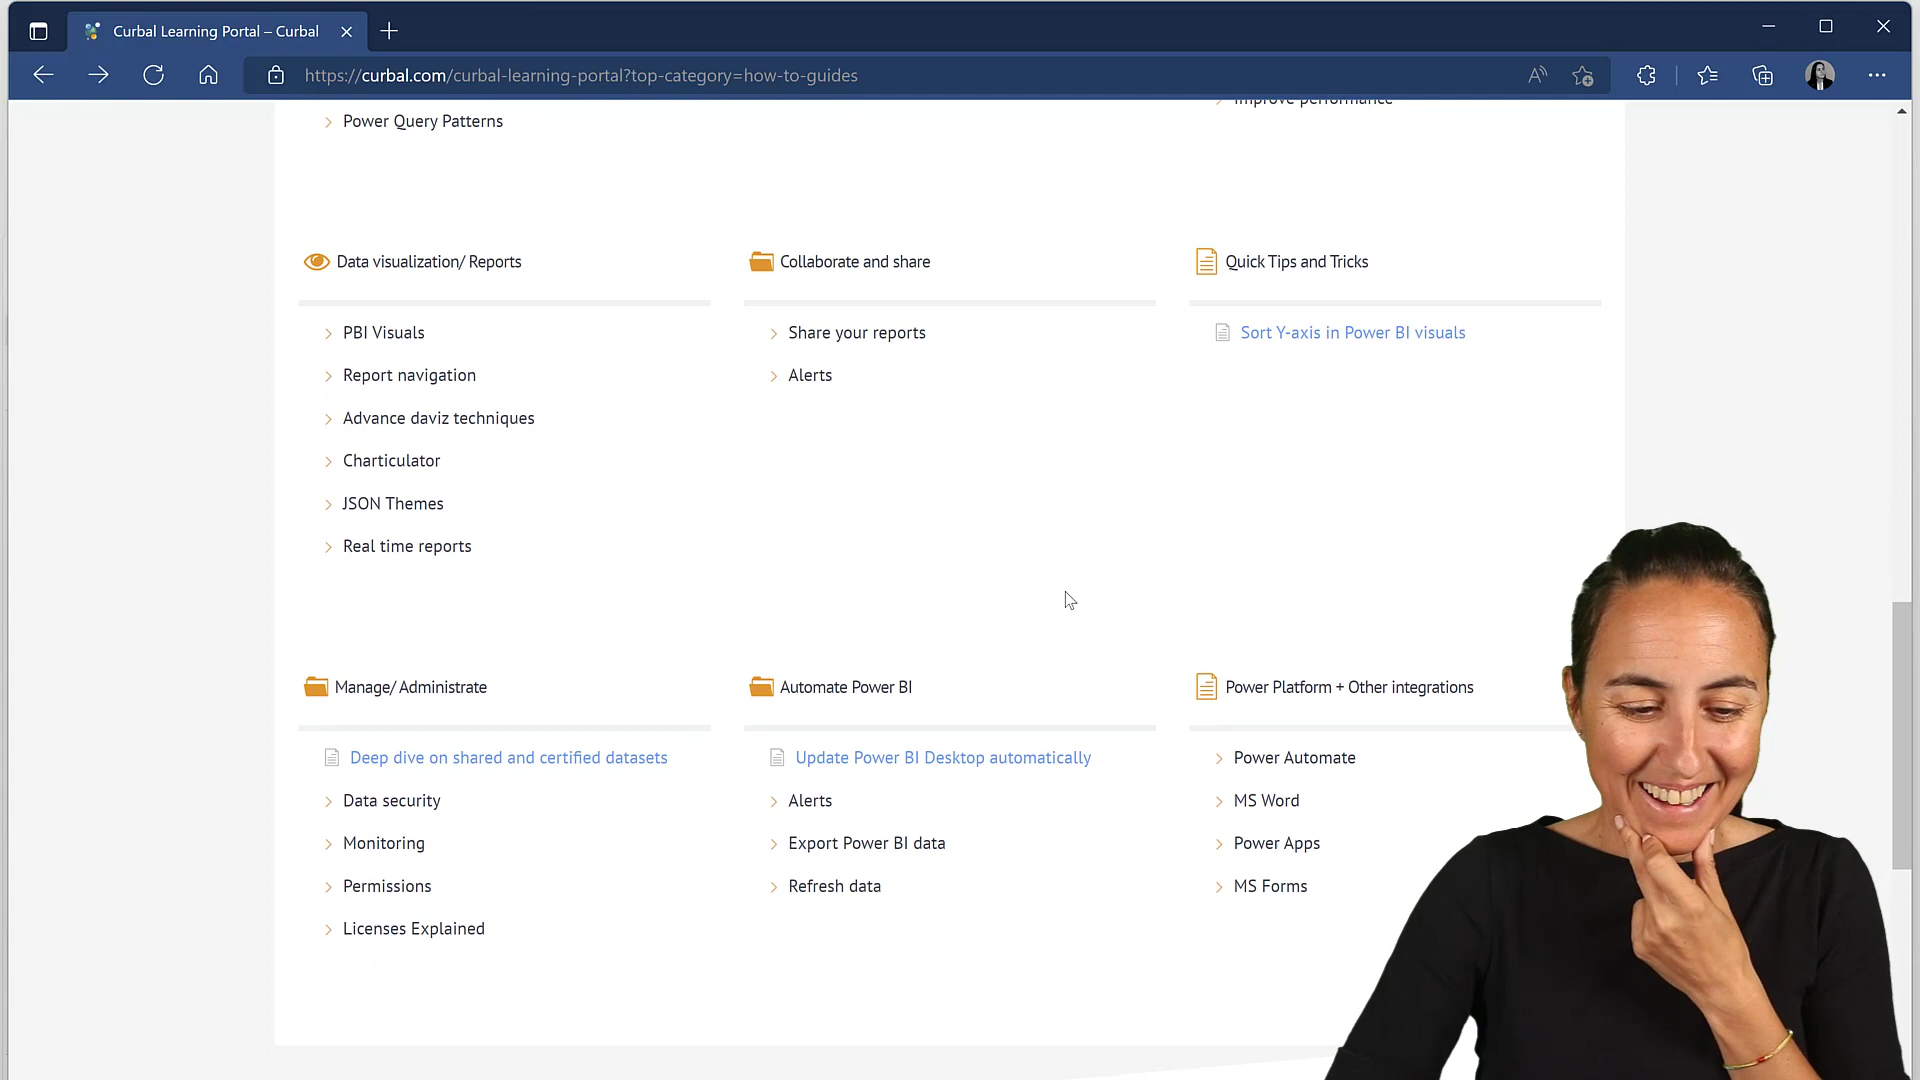 Curbal Learning Portal – Curbal
https://curbal.com/curbal-learning-portal?top-category=how-to-guides
Improve performance
Power Query Patterns
Data visualization/ Reports
Collaborate and share
Quick Tips and Tricks
PBI Visuals
Share your reports
Sort Y-axis in Power BI visuals
Report navigation
Alerts
Advance daviz techniques
Charticulator
JSON Themes
Real time reports
Manage/ Administrate
Automate Power BI
Power Platform + Other integrations
Deep dive on shared and certified datasets
Update Power BI Desktop automatically
Power Automate
Data security
Alerts
MS Word
Monitoring
Export Power BI data
Power Apps
Permissions
Refresh data
MS Forms
Licenses Explained